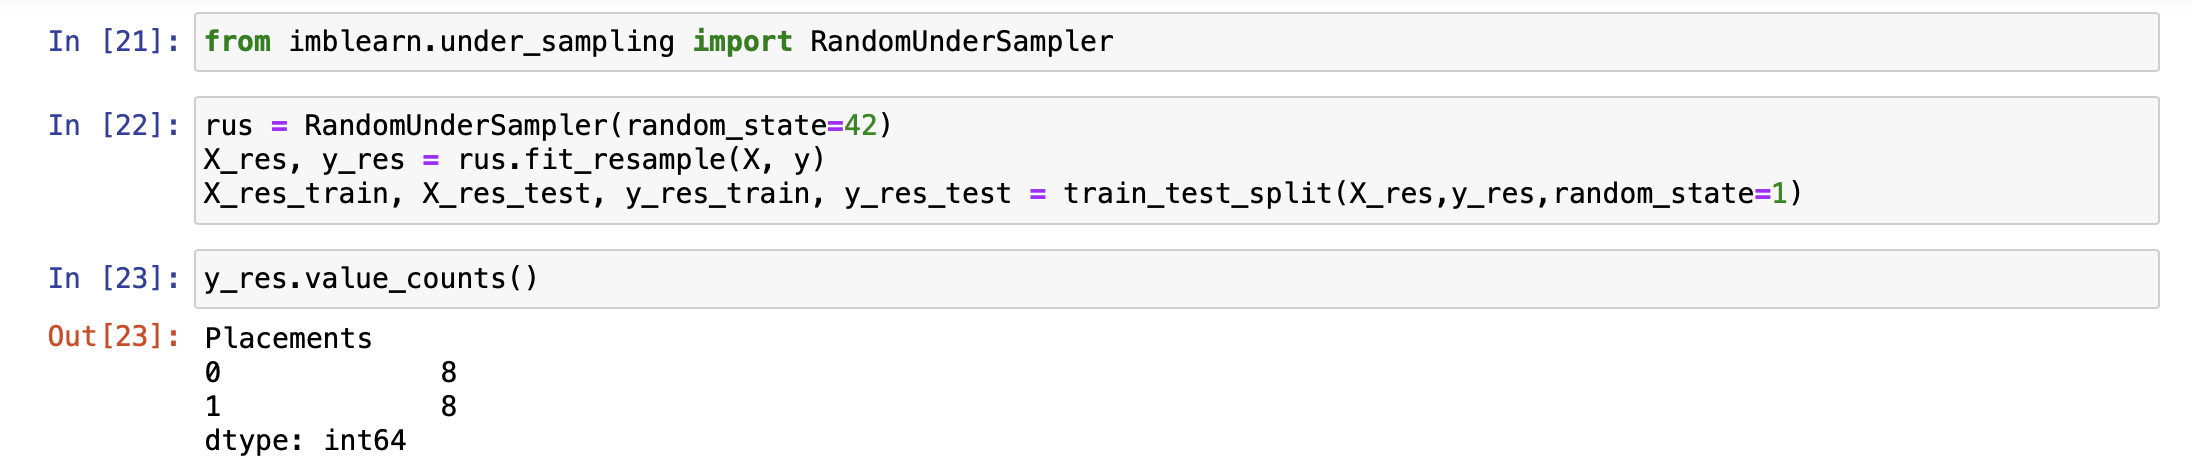 In [21]: from imblearn.under_sampling import RandomUnderSampler
In [22]: rus = RandomUnderSampler(random_state=42)
X_res, y_res = rus.fit_resample(X, y)
X_res_train, X_res_test, y_res_train, y_res_test = train_test_split(X_res,y_res,random_state=1)
In [23]: y_res.value_counts()
Out[23]: Placements
0 8
1 8
dtype: int64